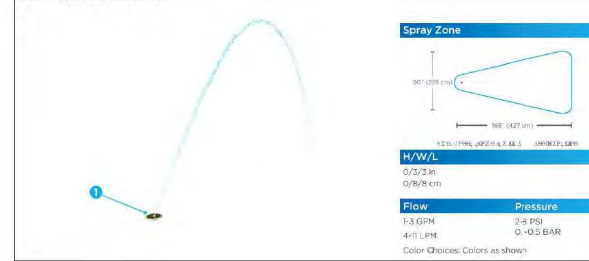 1
Spray Zone
90" (229 cm)
168" (427 cm)
H/W/L
0/3/3 in
0/8/8 cm
Flow Pressure
1-3 GPM 2-8 PSI
4-11 LPM 0.-0.5 BAR
Color Choices: Colors as shown